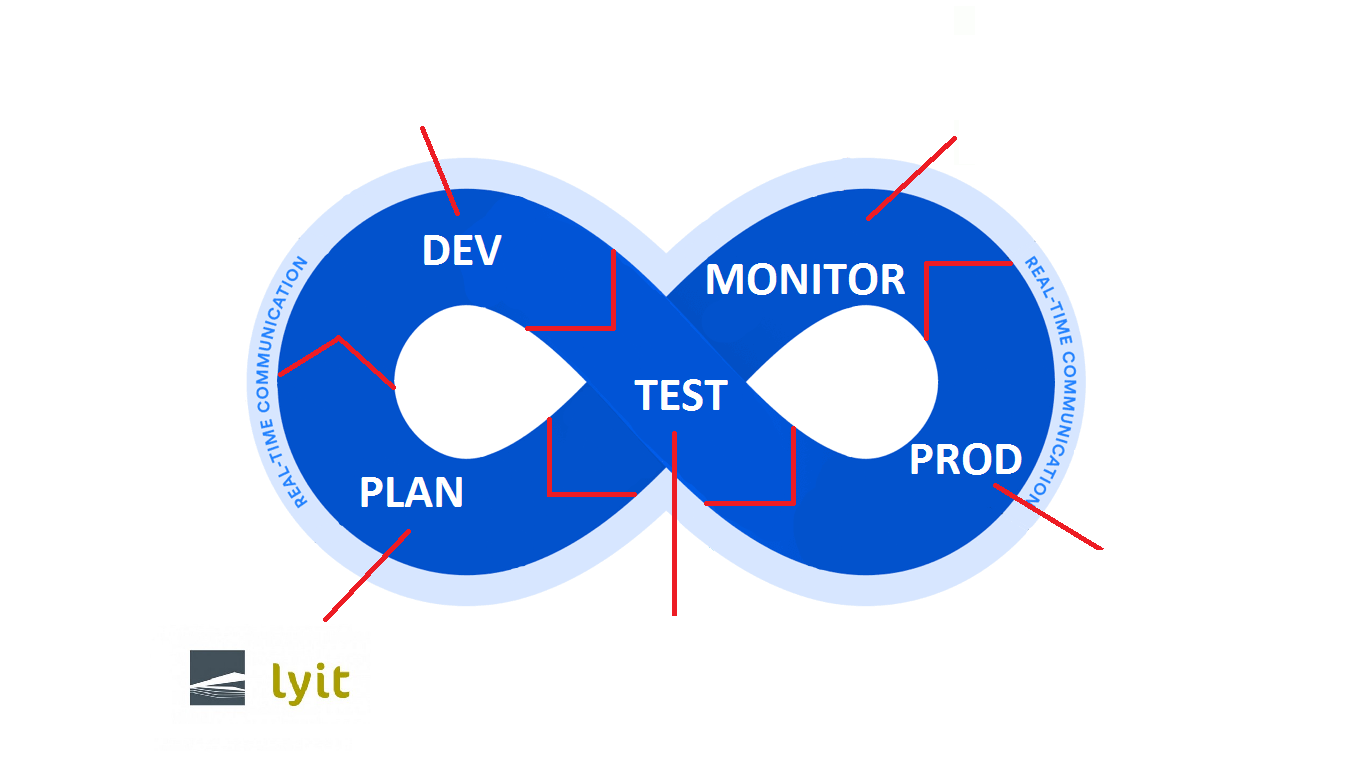 DEV
MONITOR
REAL-TIME COMMUNICATION
REAL-TIME COMMUNICATION
TEST
PLAN
PROD
lyit